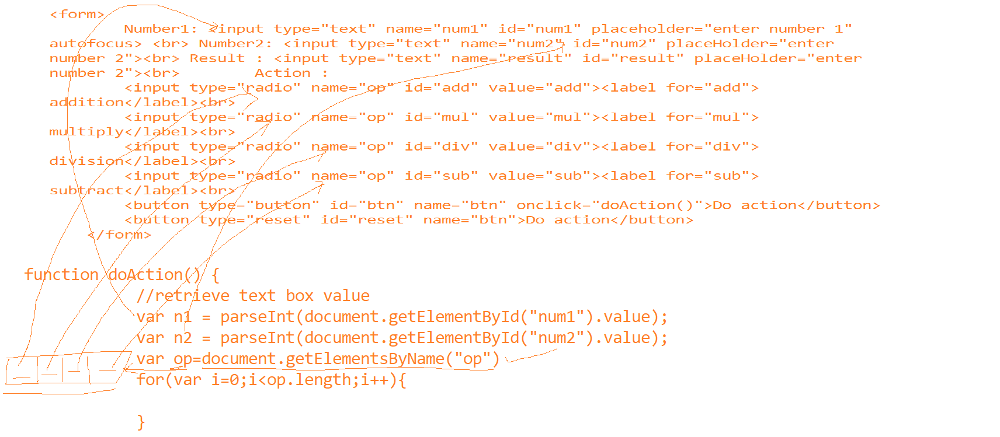 <form>
Number1: <input type="text" name="num1" id="num1" placeholder="enter number 1"
autofocus> <br> Number2: <input type="text" name="num2" id="num2" placeHolder="enter
number 2"><br> Result : <input type="text" name="result" id="result" placeHolder="enter
number 2"><br> Action :
<input type="radio" name="op" id="add" value="add"><label for="add">
addition</label><br>
<input type="radio" name="op" id="mul" value="mul"><label for="mul">
multiply</label><br>
<input type="radio" name="op" id="div" value="div"><label for="div">
division</label><br>
<input type="radio" name="op" id="sub" value="sub"><label for="sub">
subtract</label><br>
<button type="button" id="btn" name="btn" onclick="doAction()">Do action</button>
<button type="reset" id="reset" name="btn">Do action</button>
</form>
function doAction() {
//retrieve text box value
var n1 = parseInt(document.getElementById("num1").value);
var n2 = parseInt(document.getElementById("num2").value);
var op=document.getElementsByName("op")
for(var i=0;i<op.length;i++){
}